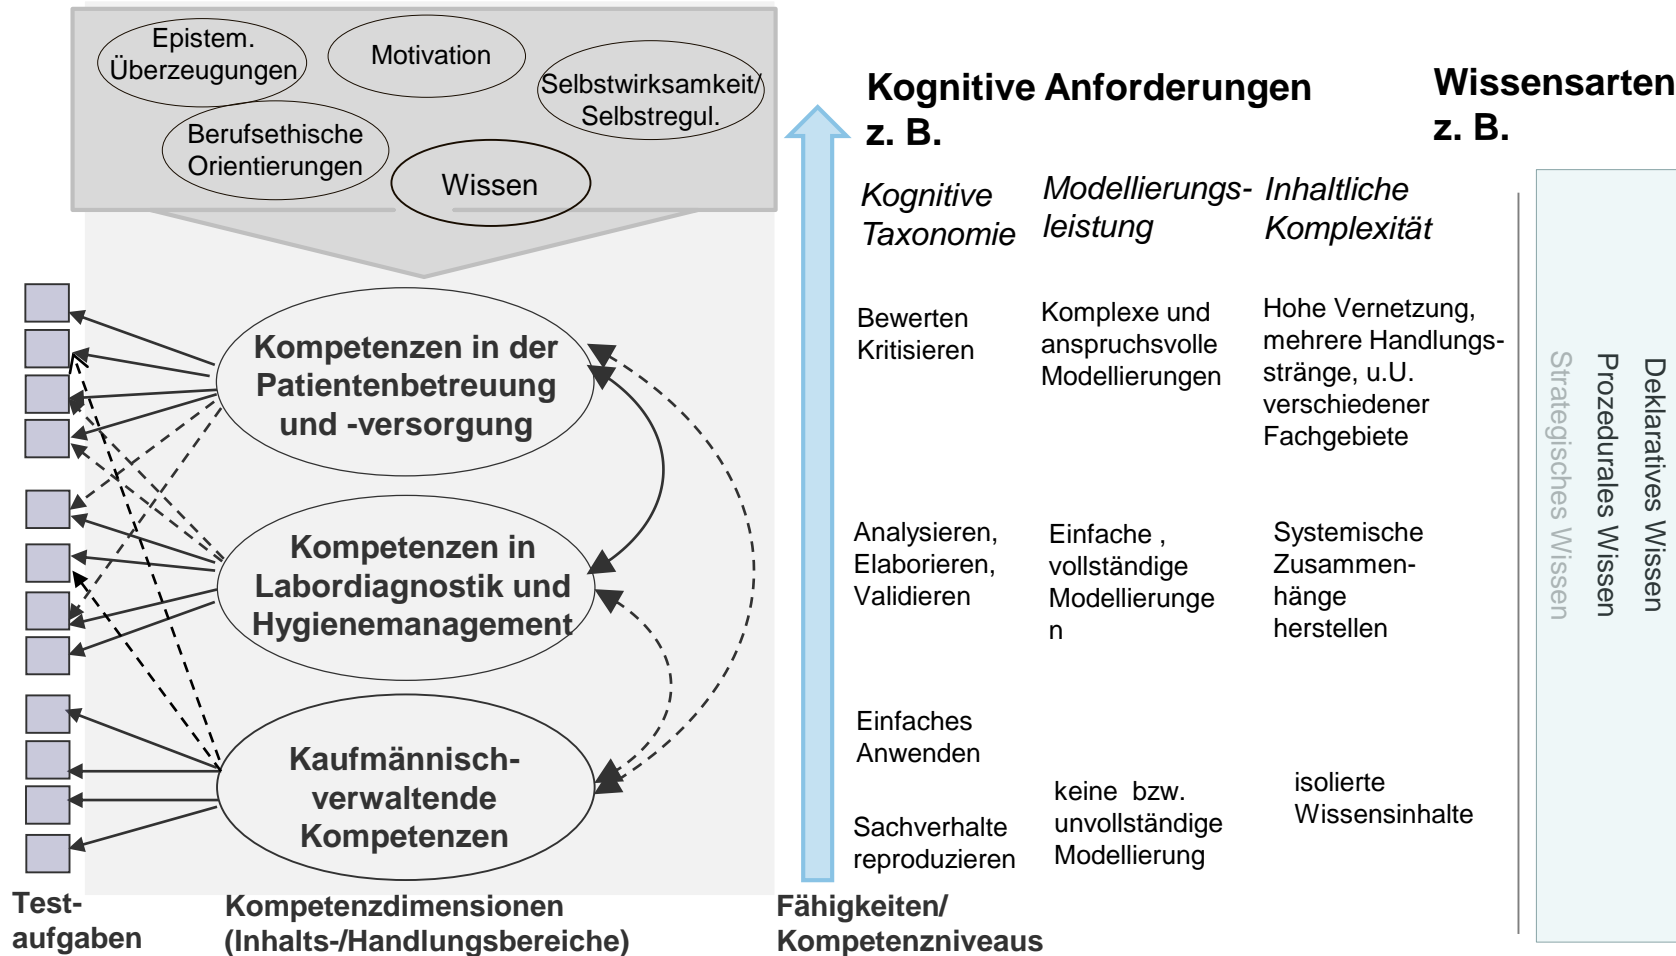 Epistem.
Überzeugungen
Motivation
Selbstwirksamkeit/
Selbstregul.
Berufsethische
Orientierungen
Wissen
Kompetenzen in der
Patientenbetreuung
und -versorgung
Kompetenzen in
Labordiagnostik und
Hygienemanagement
Kaufmännisch-
verwaltende
Kompetenzen
Test-
aufgaben
Kompetenzdimensionen
(Inhalts-/Handlungsbereiche)
Fähigkeiten/
Kompetenzniveaus
Kognitive Anforderungen
z. B.
Kognitive
Taxonomie
Bewerten
Kritisieren
Analysieren,
Elaborieren,
Validieren
Einfaches
Anwenden
Sachverhalte
reproduzieren
Modellierungs-
leistung
Komplexe und
anspruchsvolle
Modellierungen
Einfache ,
vollständige
Modellierunge
n
keine bzw.
unvollständige
Modellierung
Inhaltliche
Komplexität
Hohe Vernetzung,
mehrere Handlungs-
stränge, u.U.
verschiedener
Fachgebiete
Systemische
Zusammen-
hänge
herstellen
isolierte
Wissensinhalte
Wissensarten
z. B.
Deklaratives Wissen
Prozedurales Wissen
Strategisches Wissen